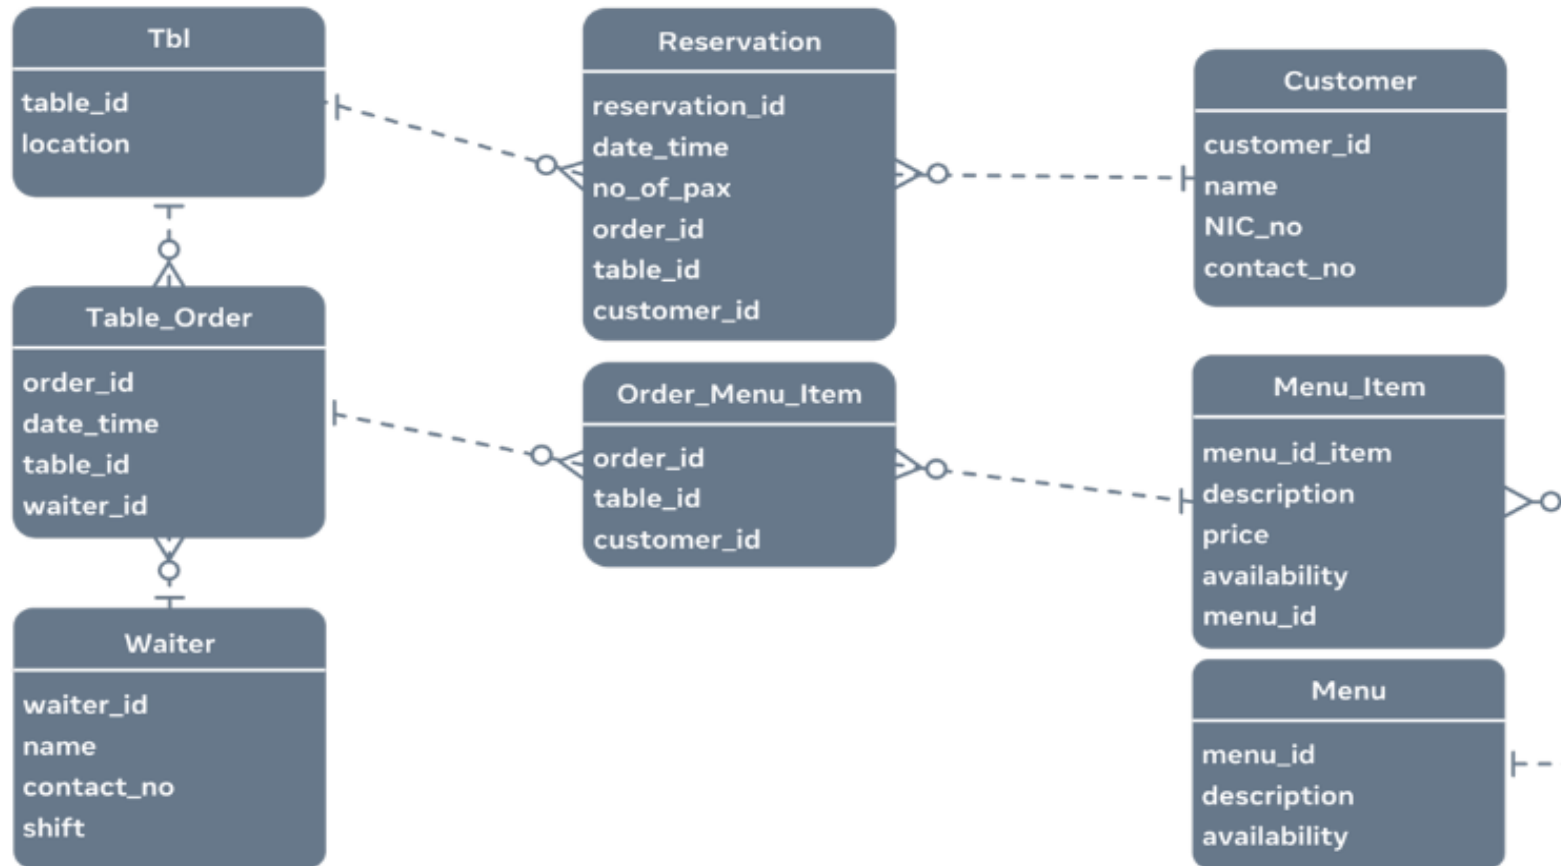 Tbl
table_id
location
Reservation
reservation_id
date_time
no_of_pax
order_id
table_id
customer_id
Customer
customer_id
name
NIC_no
contact_no
Table_Order
order_id
date_time
table_id
waiter_id
Order_Menu_Item
order_id
table_id
customer_id
Menu_Item
menu_id_item
description
price
availability
menu_id
Waiter
waiter_id
name
contact_no
shift
Menu
menu_id
description
availability